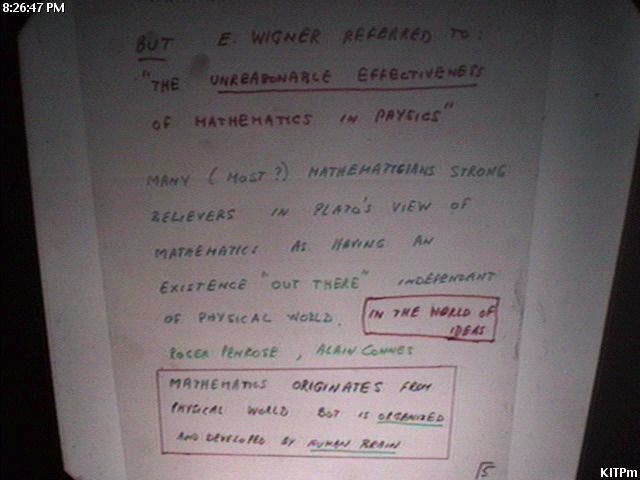 8:26:47 PM
BUT E. WIGNER REFERRED TO:
"THE UNREASONABLE EFFECTIVENESS
OF MATHEMATICS IN PHYSICS"
MANY (MOST?) MATHEMATICIANS STRONG
BELIEVERS IN PLATO'S VIEW OF
MATHEMATICS AS HAVING AN
EXISTENCE "OUT THERE" INDEPENDANT
OF PHYSICAL WORLD. IN THE WORLD OF
IDEAS
ROGER PENROSE, ALAIN CONNES
MATHEMATICS ORIGINATES FROM
PHYSICAL WORLD BUT IS ORGANIZED
AND DEVELOPED BY HUMAN BRAIN
5
KITPm